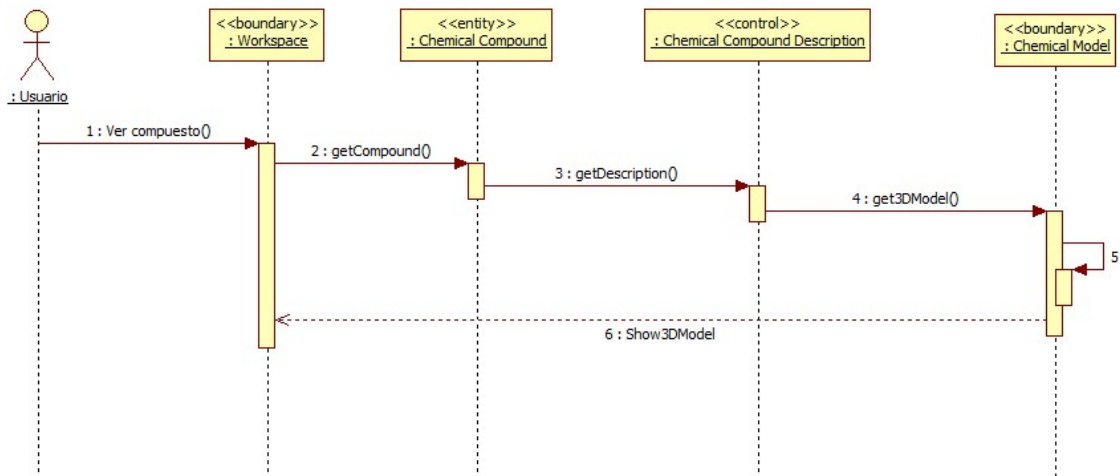 <<boundary>>
: Workspace
<<entity>>
: Chemical Compound
<<control>>
: Chemical Compound Description
<<boundary>>
: Chemical Model
: Usuario
1 : Ver compuesto()
2 : getCompound()
3 : getDescription()
4 : get3DModel()
5
6 : Show3DModel